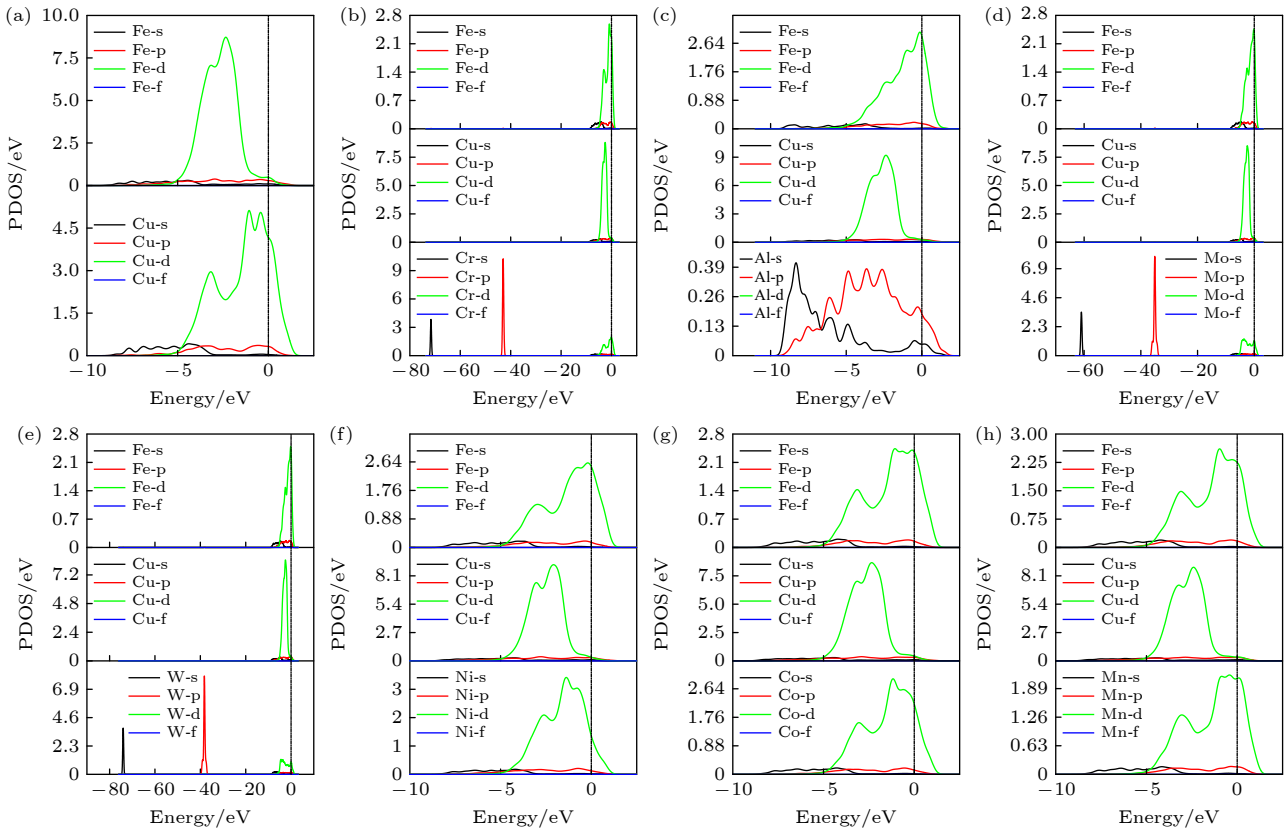 (a)
10.0
7.5
5.0
2.5
0
Fe-s
Fe-p
Fe-d
Fe-f
4.5
3.0
1.5
0
Cu-s
Cu-p
Cu-d
Cu-f
PDOS/eV
−10 −5 0
Energy/eV
(b)
2.8
2.1
1.4
0.7
0
Fe-s
Fe-p
Fe-d
Fe-f
7.5
5.0
2.5
0
Cu-s
Cu-p
Cu-d
Cu-f
9
6
3
0
Cr-s
Cr-p
Cr-d
Cr-f
PDOS/eV
−80 −60 −40 −20 0
Energy/eV
(c)
2.64
1.76
0.88
0
Fe-s
Fe-p
Fe-d
Fe-f
9
6
3
0
Cu-s
Cu-p
Cu-d
Cu-f
0.39
0.26
0.13
0
Al-s
Al-p
Al-d
Al-f
PDOS/eV
−10 −5 0
Energy/eV
(d)
2.8
2.1
1.4
0.7
0
Fe-s
Fe-p
Fe-d
Fe-f
7.5
5.0
2.5
0
Cu-s
Cu-p
Cu-d
Cu-f
6.9
4.6
2.3
0
Mo-s
Mo-p
Mo-d
Mo-f
PDOS/eV
−60 −40 −20 0
Energy/eV
(e)
2.8
2.1
1.4
0.7
0
Fe-s
Fe-p
Fe-d
Fe-f
7.2
4.8
2.4
0
Cu-s
Cu-p
Cu-d
Cu-f
6.9
4.6
2.3
0
W-s
W-p
W-d
W-f
PDOS/eV
−80 −60 −40 −20 0
Energy/eV
(f)
2.64
1.76
0.88
0
Fe-s
Fe-p
Fe-d
Fe-f
8.1
5.4
2.7
0
Cu-s
Cu-p
Cu-d
Cu-f
3
2
1
0
Ni-s
Ni-p
Ni-d
Ni-f
PDOS/eV
−10 −5 0
Energy/eV
(g)
2.8
2.1
1.4
0.7
0
Fe-s
Fe-p
Fe-d
Fe-f
7.5
5.0
2.5
0
Cu-s
Cu-p
Cu-d
Cu-f
2.64
1.76
0.88
0
Co-s
Co-p
Co-d
Co-f
PDOS/eV
−10 −5 0
Energy/eV
(h)
3.00
2.25
1.50
0.75
0
Fe-s
Fe-p
Fe-d
Fe-f
8.1
5.4
2.7
0
Cu-s
Cu-p
Cu-d
Cu-f
1.89
1.26
0.63
0
Mn-s
Mn-p
Mn-d
Mn-f
PDOS/eV
−10 −5 0
Energy/eV